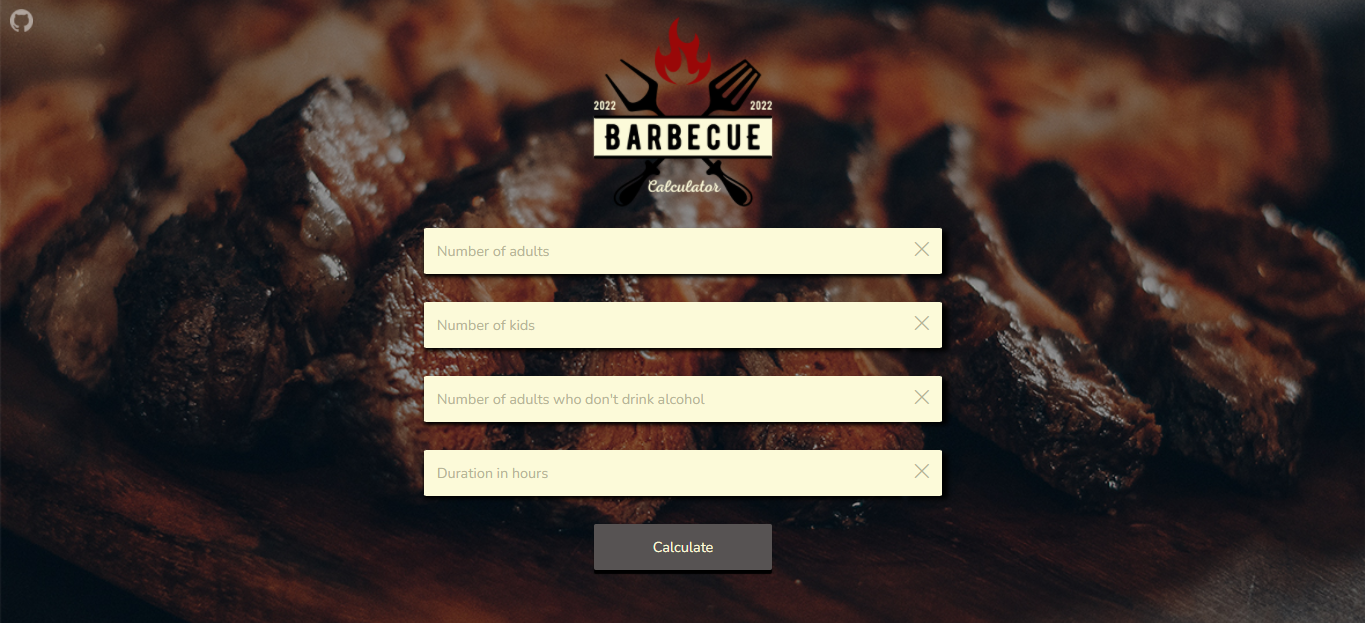 2022 2022
BARBECUE
Calculator
Number of adults
Number of kids
Number of adults who don't drink alcohol
Duration in hours
Calculate